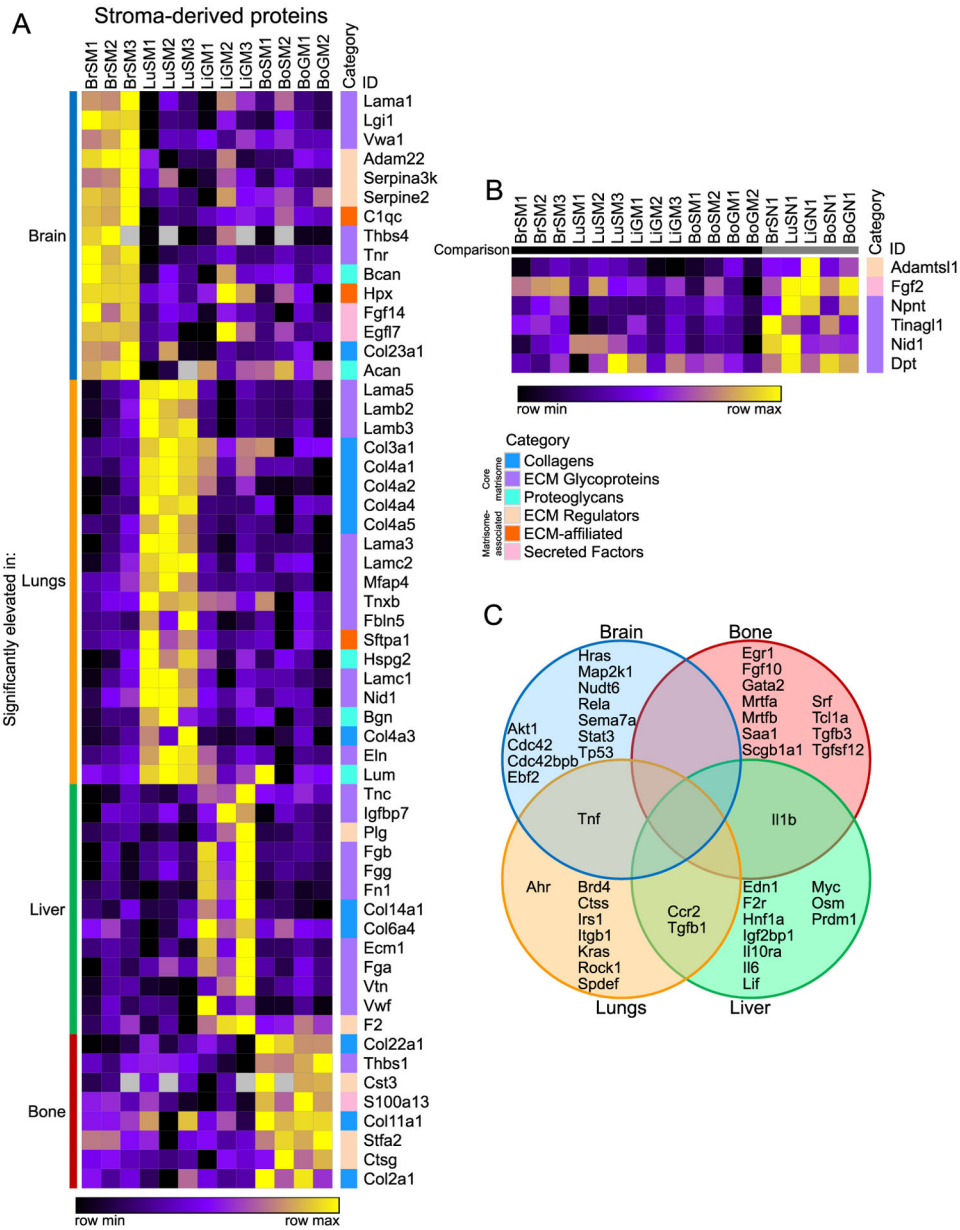 A
Stroma-derived proteins
BrSM1
BrSM2
BrSM3
LuSM1
LuSM2
LuSM3
LiGM1
LiGM2
LiGM3
BoSM1
BoSM2
BoGM1
BoGM2
Category
ID
Significantly elevated in:
Brain
Lama1
Lgi1
Vwa1
Adam22
Serpina3k
Serpine2
C1qc
Thbs4
Tnr
Bcan
Hpx
Fgf14
Egfl7
Col23a1
Acan
Lungs
Lama5
Lamb2
Lamb3
Col3a1
Col4a1
Col4a2
Col4a4
Col4a5
Lama3
Lamc2
Mfap4
Tnxb
Fbln5
Sftpa1
Hspg2
Lamc1
Nid1
Bgn
Col4a3
Eln
Lum
Liver
Tnc
Igfbp7
Plg
Fgb
Fgg
Fn1
Col14a1
Col6a4
Ecm1
Fga
Vtn
Vwf
F2
Bone
Col22a1
Thbs1
Cst3
S100a13
Col11a1
Stfa2
Ctsg
Col2a1
row min
row max
B
BrSM1
BrSM2
BrSM3
LuSM1
LuSM2
LuSM3
LiGM1
LiGM2
LiGM3
BoSM1
BoSM2
BoGM1
BoGM2
BrSN1
LuSN1
LiGN1
BoSN1
BoGN1
Category
Comparison
ID
Adamtsl1
Fgf2
Npnt
Tinagl1
Nid1
Dpt
row min
row max
Category
Core matrisome
Collagens
ECM Glycoproteins
Proteoglycans
Matrisome-associated
ECM Regulators
ECM-affiliated
Secreted Factors
C
Brain
Hras
Map2k1
Nudt6
Rela
Sema7a
Stat3
Tp53
Akt1
Cdc42
Cdc42bpb
Ebf2
Bone
Egr1
Fgf10
Gata2
Mrtfa
Mrtfb
Saa1
Scgb1a1
Srf
Tcl1a
Tgfb3
Tgfsf12
Tnf
Il1b
Ahr
Brd4
Ctss
Irs1
Itgb1
Kras
Rock1
Spdef
Ccr2
Tgfb1
Edn1
F2r
Hnf1a
Igf2bp1
Il10ra
Il6
Lif
Myc
Osm
Prdm1
Lungs
Liver